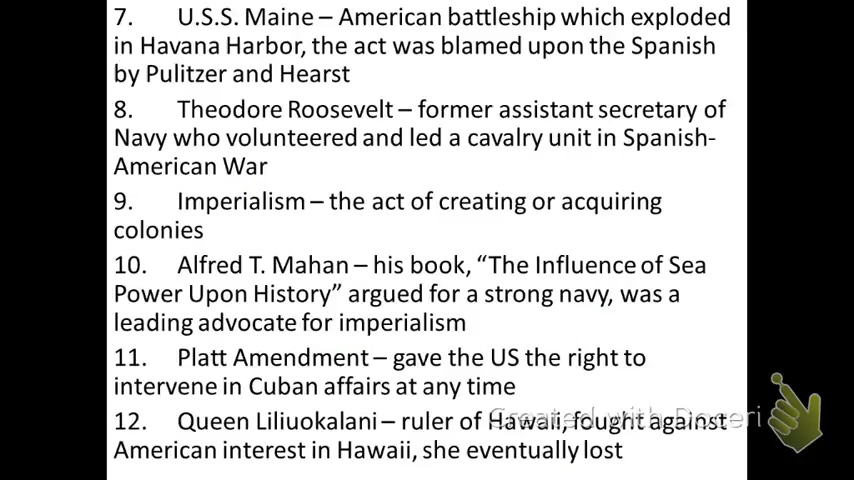 7. U.S.S. Maine – American battleship which exploded
in Havana Harbor, the act was blamed upon the Spanish
by Pulitzer and Hearst
8. Theodore Roosevelt – former assistant secretary of
Navy who volunteered and led a cavalry unit in Spanish-
American War
9. Imperialism – the act of creating or acquiring
colonies
10. Alfred T. Mahan – his book, “The Influence of Sea
Power Upon History” argued for a strong navy, was a
leading advocate for imperialism
11. Platt Amendment – gave the US the right to
intervene in Cuban affairs at any time
12. Queen Liliuokalani – ruler of Hawaii, fought against
American interest in Hawaii, she eventually lost
Created with Doceri